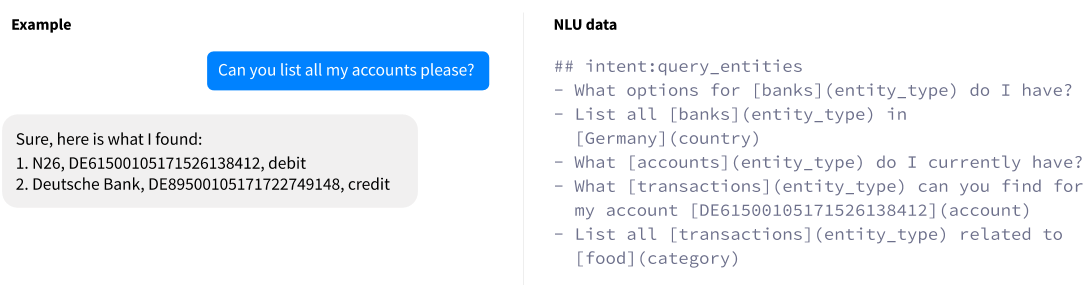 Example
Can you list all my accounts please?
Sure, here is what I found:
1. N26, DE61500105171526138412, debit
2. Deutsche Bank, DE89500105171722749148, credit
NLU data
## intent:query_entities
- What options for [banks](entity_type) do I have?
- List all [banks](entity_type) in
[Germany](country)
- What [accounts](entity_type) do I currently have?
- What [transactions](entity_type) can you find for
my account [DE61500105171526138412](account)
- List all [transactions](entity_type) related to
[food](category)